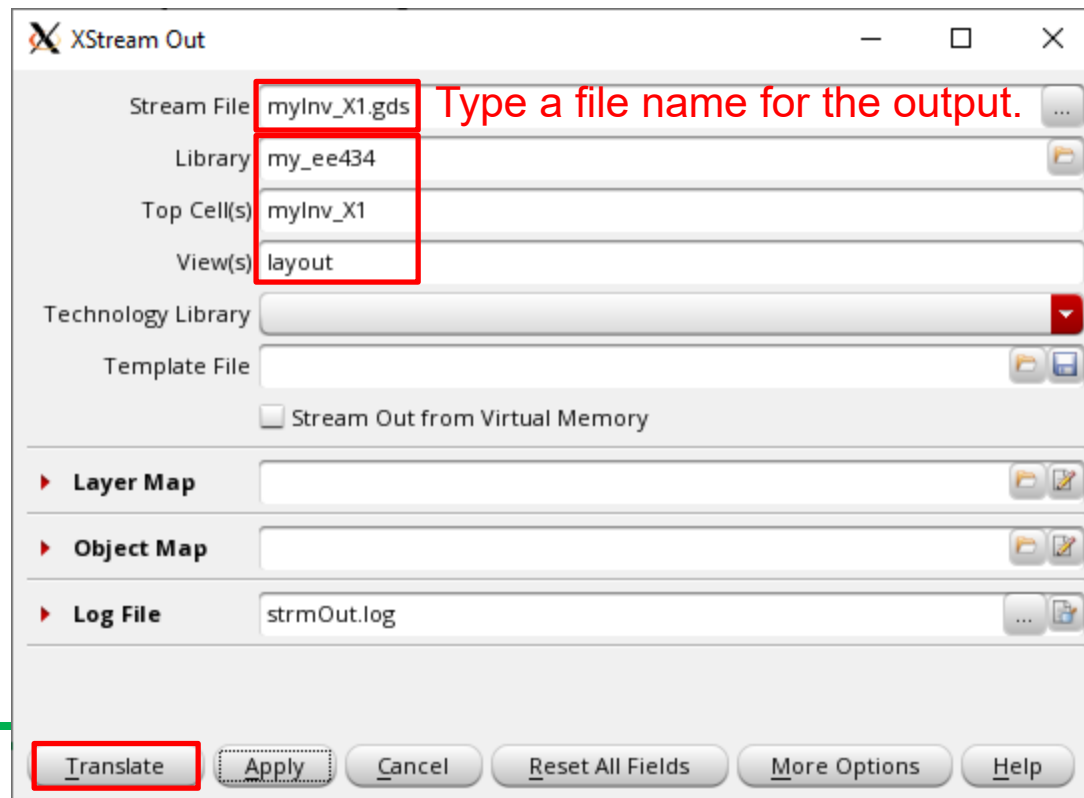 XStream Out
Stream File myInv_X1.gds Type a file name for the output. ...
Library my_ee434
Top Cell(s) myInv_X1
View(s) layout
Technology Library
Template File
Stream Out from Virtual Memory
Layer Map
Object Map
Log File strmOut.log ...
Translate Apply Cancel Reset All Fields More Options Help